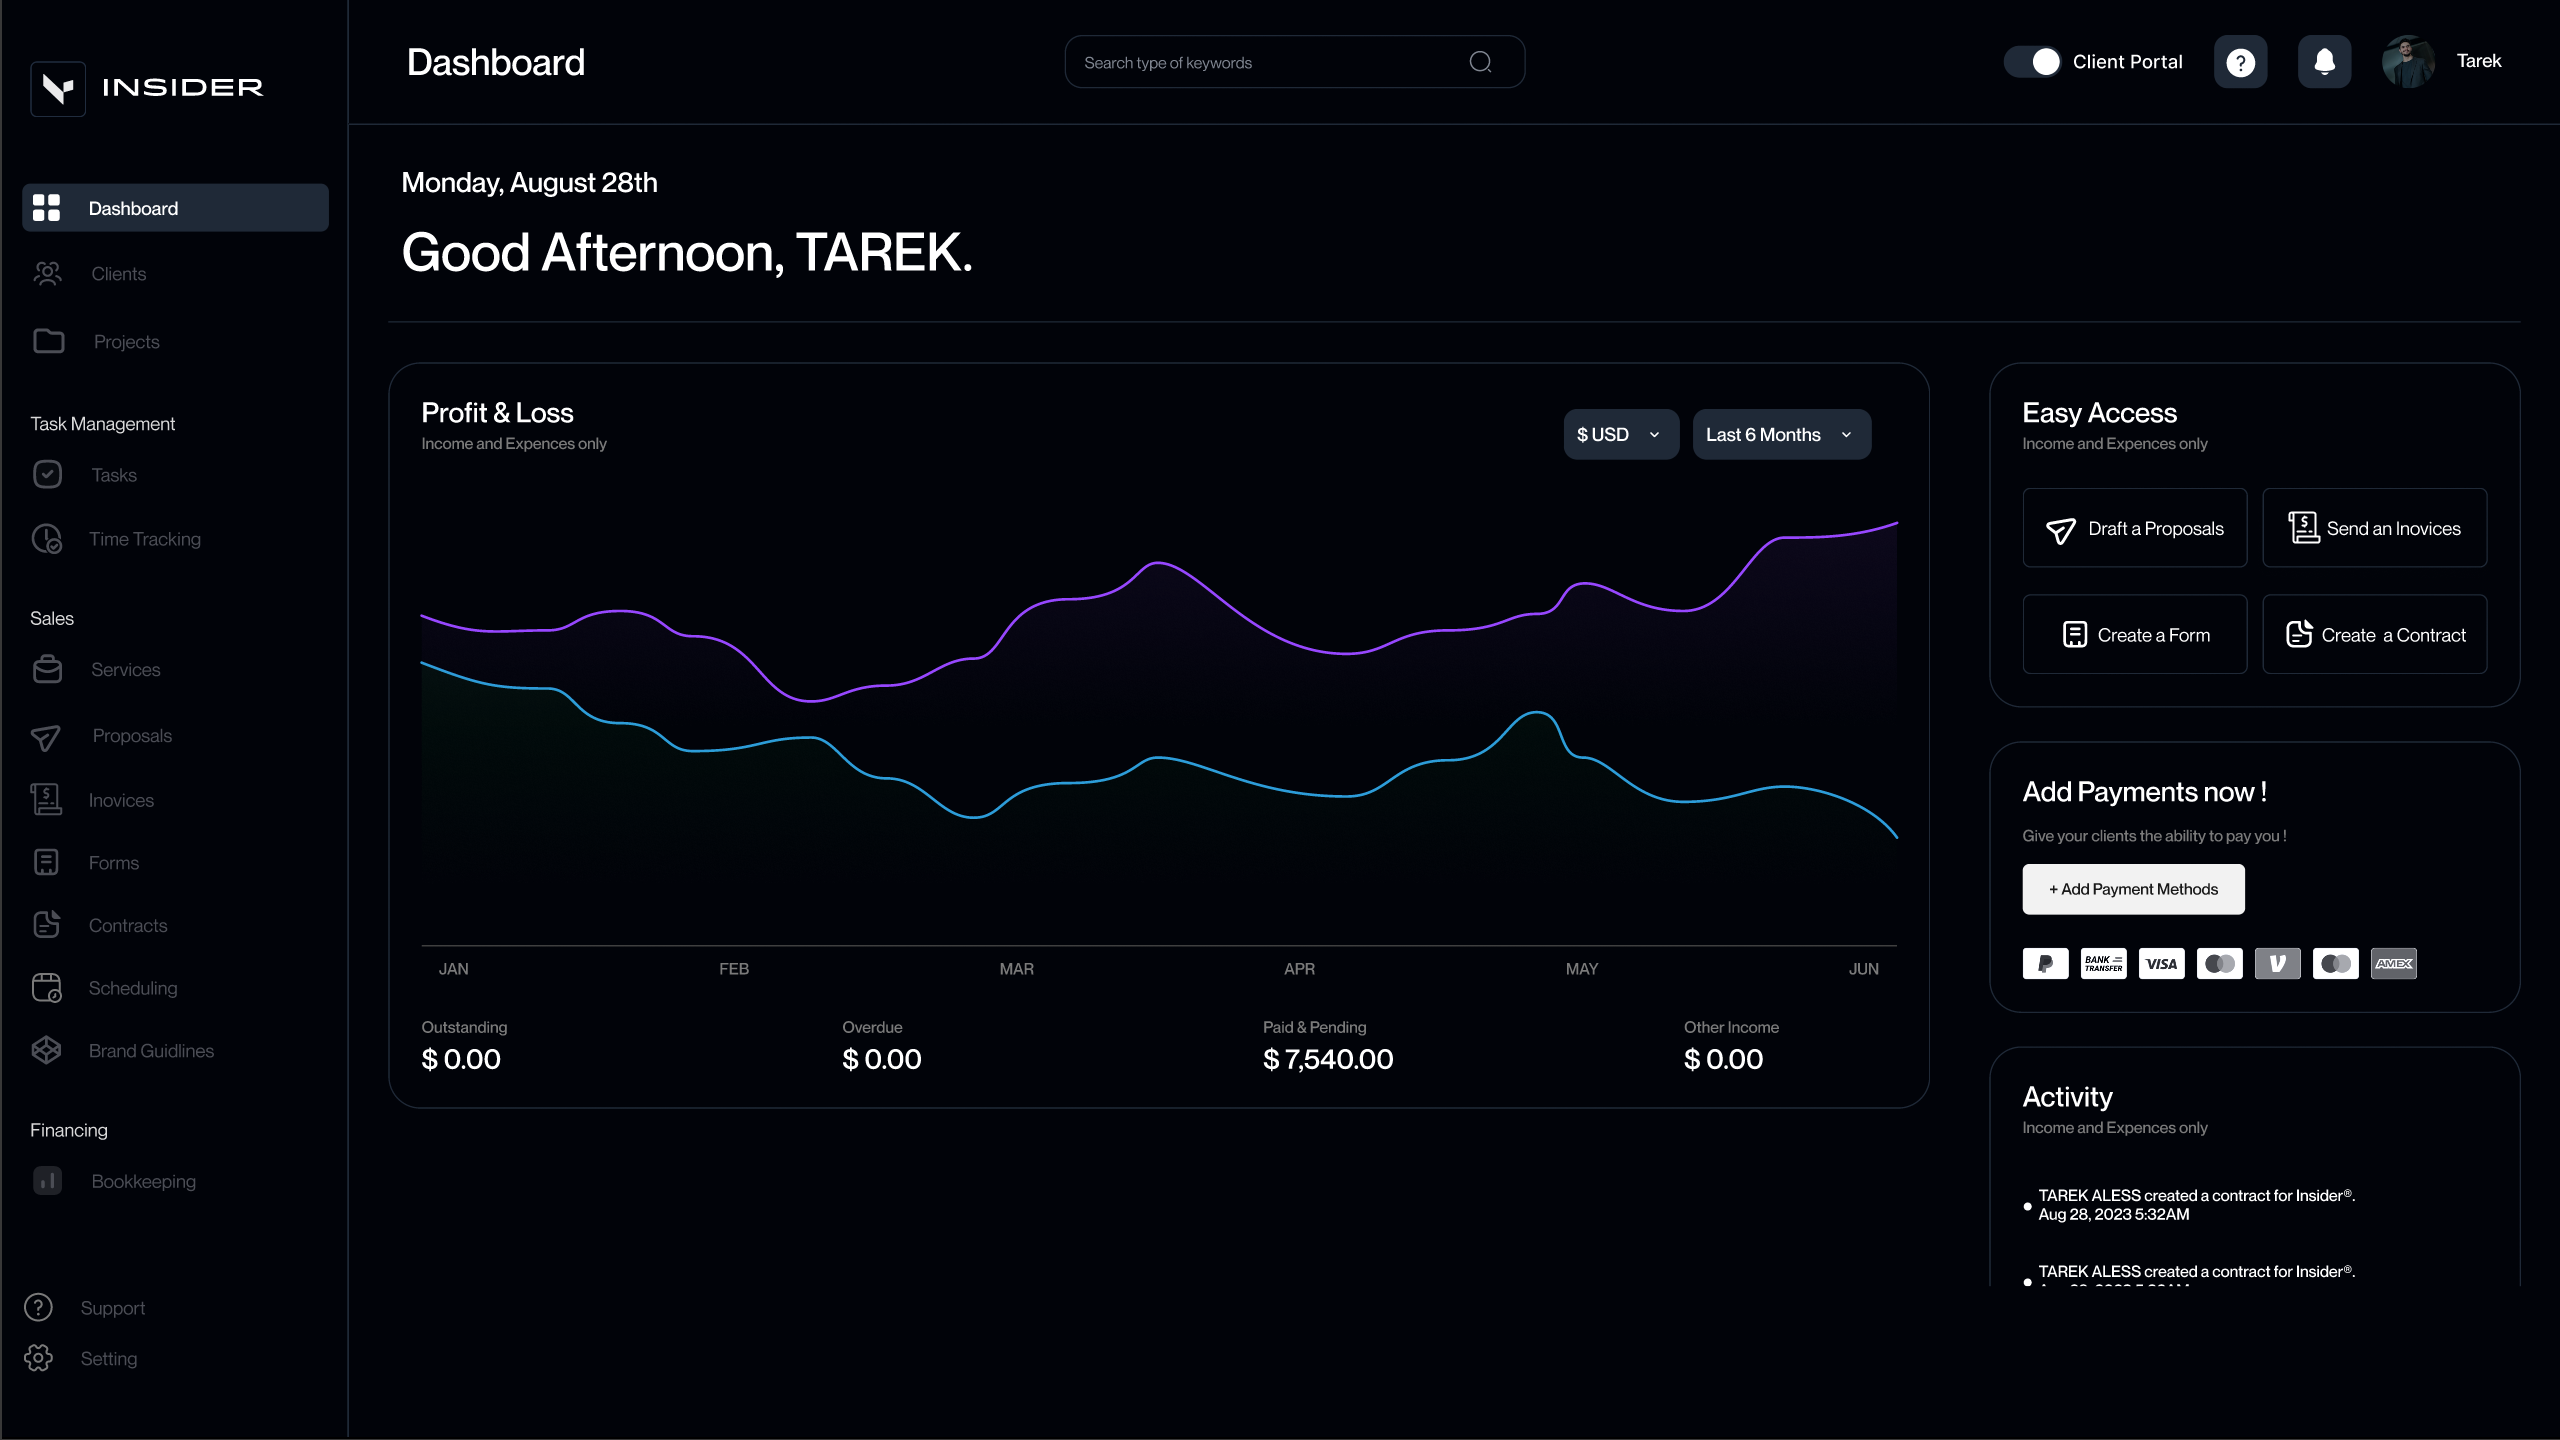 INSIDER
Dashboard
Clients
Projects
Task Management
Tasks
Time Tracking
Sales
Services
Proposals
Inovices
Forms
Contracts
Scheduling
Brand Guidlines
Financing
Bookkeeping
Support
Setting
Dashboard
Search type of keywords
Client Portal
?
Tarek
Monday, August 28th
Good Afternoon, TAREK.
Profit & Loss
Income and Expences only
$ USD
Last 6 Months
JAN FEB MAR APR MAY JUN
Outstanding
$ 0.00
Overdue
$ 0.00
Paid & Pending
$ 7,540.00
Other Income
$ 0.00
Easy Access
Income and Expences only
Draft a Proposals
Send an Inovices
Create a Form
Create a Contract
Add Payments now !
Give your clients the ability to pay you !
+ Add Payment Methods
BANK
TRANSFER
VISA
AMEX
Activity
Income and Expences only
TAREK ALESS created a contract for Insider®.
Aug 28, 2023 5:32AM
TAREK ALESS created a contract for Insider®.